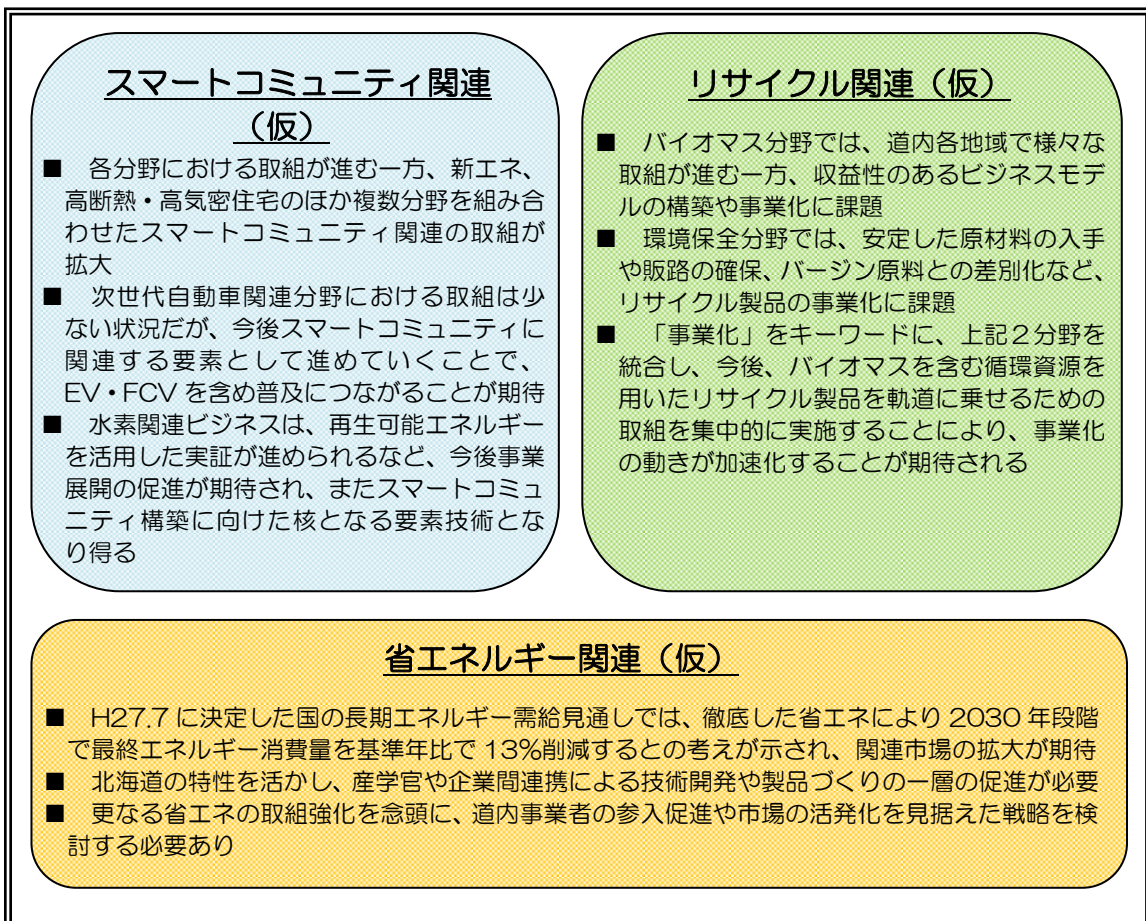 スマートコミュニティ関連
（仮）
■ 各分野における取組が進む一方、新エネ、
高断熱・高気密住宅のほか複数分野を組み合
わせたスマートコミュニティ関連の取組が
拡大
■ 次世代自動車関連分野における取組は少
ない状況だが、今後スマートコミュニティに
関連する要素として進めていくことで、
EV・FCV を含め普及につながることが期待
■ 水素関連ビジネスは、再生可能エネルギー
を活用した実証が進められるなど、今後事業
展開の促進が期待され、またスマートコミュ
ニティ構築に向けた核となる要素技術とな
り得る
リサイクル関連（仮）
■ バイオマス分野では、道内各地域で様々な
取組が進む一方、収益性のあるビジネスモデ
ルの構築や事業化に課題
■ 環境保全分野では、安定した原材料の入手
や販路の確保、バージン原料との差別化など、
リサイクル製品の事業化に課題
■ 「事業化」をキーワードに、上記２分野を
統合し、今後、バイオマスを含む循環資源を
用いたリサイクル製品を軌道に乗せるための
取組を集中的に実施することにより、事業化
の動きが加速化することが期待される
省エネルギー関連（仮）
■ H27.7 に決定した国の長期エネルギー需給見通しでは、徹底した省エネにより 2030 年段階
で最終エネルギー消費量を基準年比で 13%削減するとの考えが示され、関連市場の拡大が期待
■ 北海道の特性を活かし、産学官や企業間連携による技術開発や製品づくりの一層の促進が必要
■ 更なる省エネの取組強化を念頭に、道内事業者の参入促進や市場の活発化を見据えた戦略を検
討する必要あり